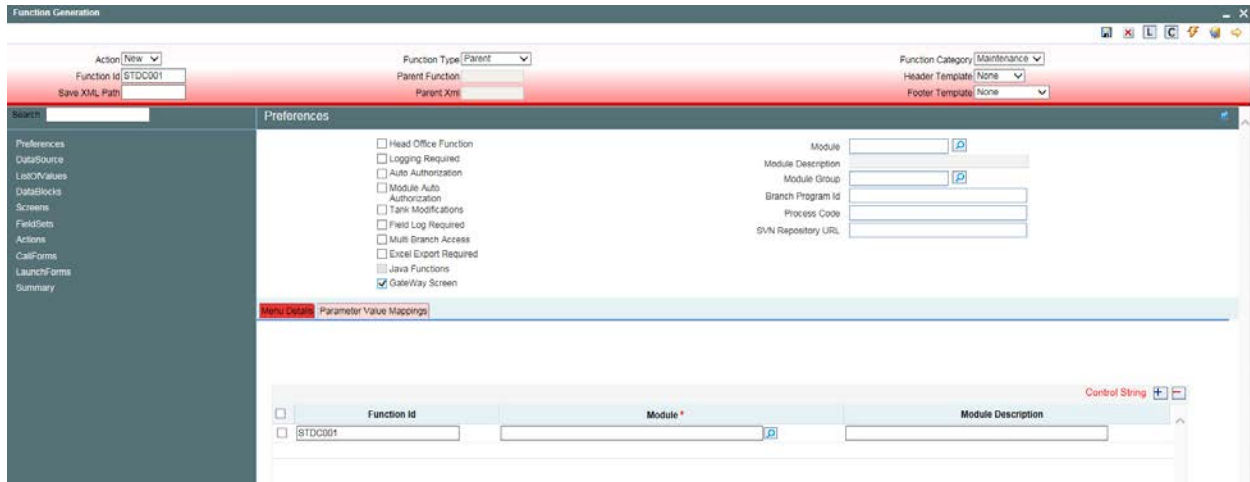 Function Generation
L C
Action New
Function Type Parent
Function Category Maintenance
Function Id STDC001
Parent Function
Header Template None
Save XML Path
Parent Xml
Footer Template None
Search
Preferences
Preferences
DataSource
ListOfValues
DataBlocks
Screens
FieldSets
Actions
CallForms
LaunchForms
Summary
Head Office Function
Logging Required
Auto Authorization
Module Auto
Authorization
Tank Modifications
Field Log Required
Multi Branch Access
Excel Export Required
Java Functions
GateWay Screen
Module
Module Description
Module Group
Branch Program Id
Process Code
SVN Repository URL
Menu Details Parameter Value Mappings
Control String
Function Id Module * Module Description
STDC001